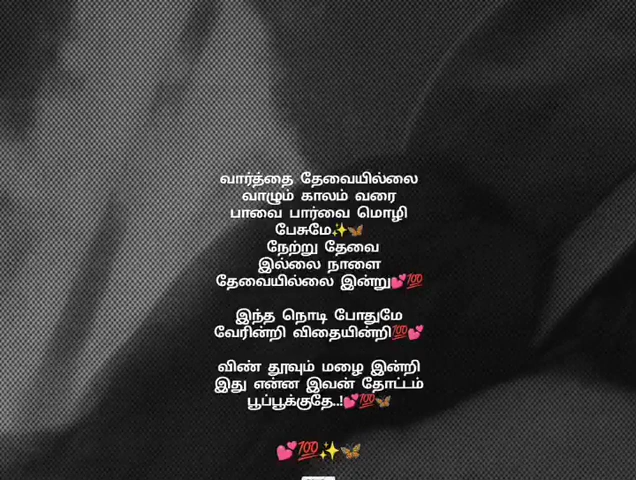 வார்த்தை தேவையில்லை
வாழும் காலம் வரை
பாவை பார்வை மொழி
பேசுமே✨🦋
நேற்று தேவை
இல்லை நாளை
தேவையில்லை இன்று💕💯
இந்த நொடி போதுமே
வேரின்றி விதையின்றி💯💕
விண் தூவும் மழை இன்றி
இது என்ன இவன் தோட்டம்
பூப்பூக்குதே..!💕💯🦋
💕💯✨🦋